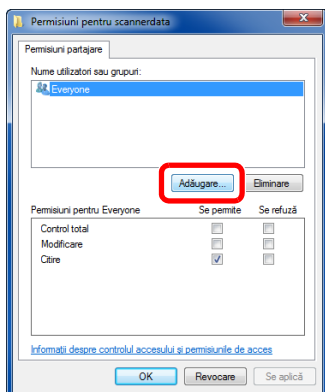 Permisiuni pentru scannerdata
Permisiuni partajare
Nume utilizatori sau grupuri:
Everyone
Adăugare... Eliminare
Permisiuni pentru Everyone Se permite Se refuză
Control total
Modificare
Citire
Informații despre controlul accesului și permisiunile de acces
OK Revocare Se aplică